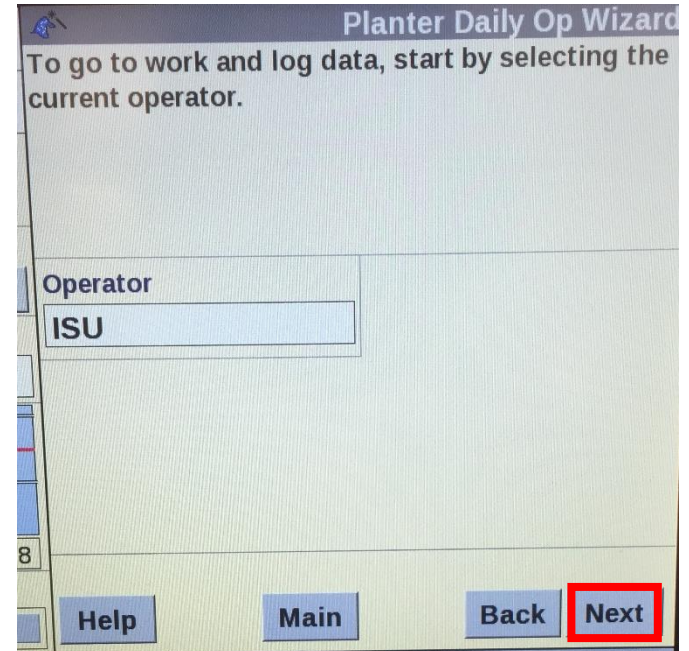 Planter Daily Op Wizard
To go to work and log data, start by selecting the
current operator.
Operator
ISU
8
Help Main Back Next